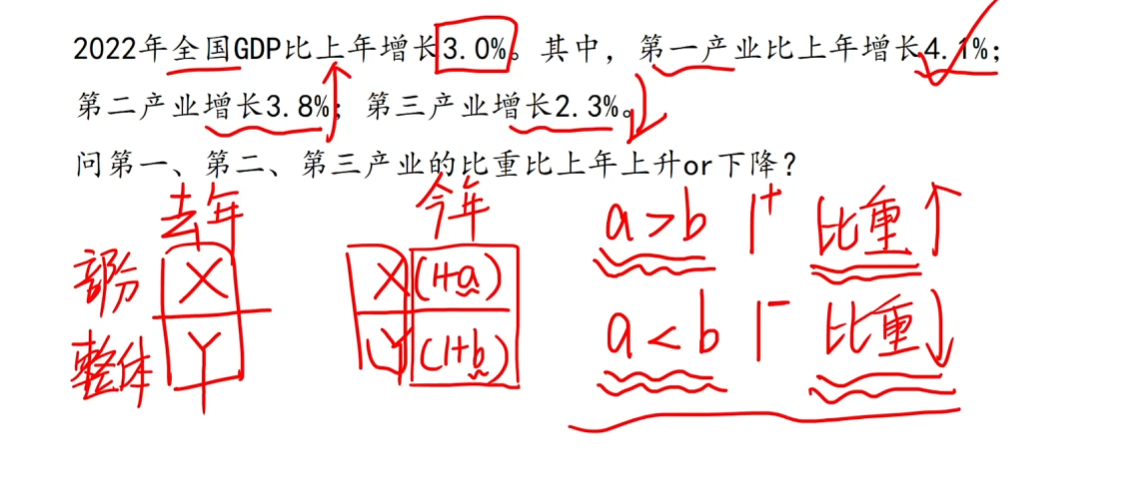 2022年全国GDP比上年增长3.0%。其中，第一产业比上年增长4.1%；
第二产业增长3.8%；第三产业增长2.3%。
问第一、第二、第三产业的比重比上年上升or下降？
去年 今年
a>b 1⁺ 比重↑
部分 X X(1+a)
整体 Y Y(1+b)
a<b 1⁻ 比重↓